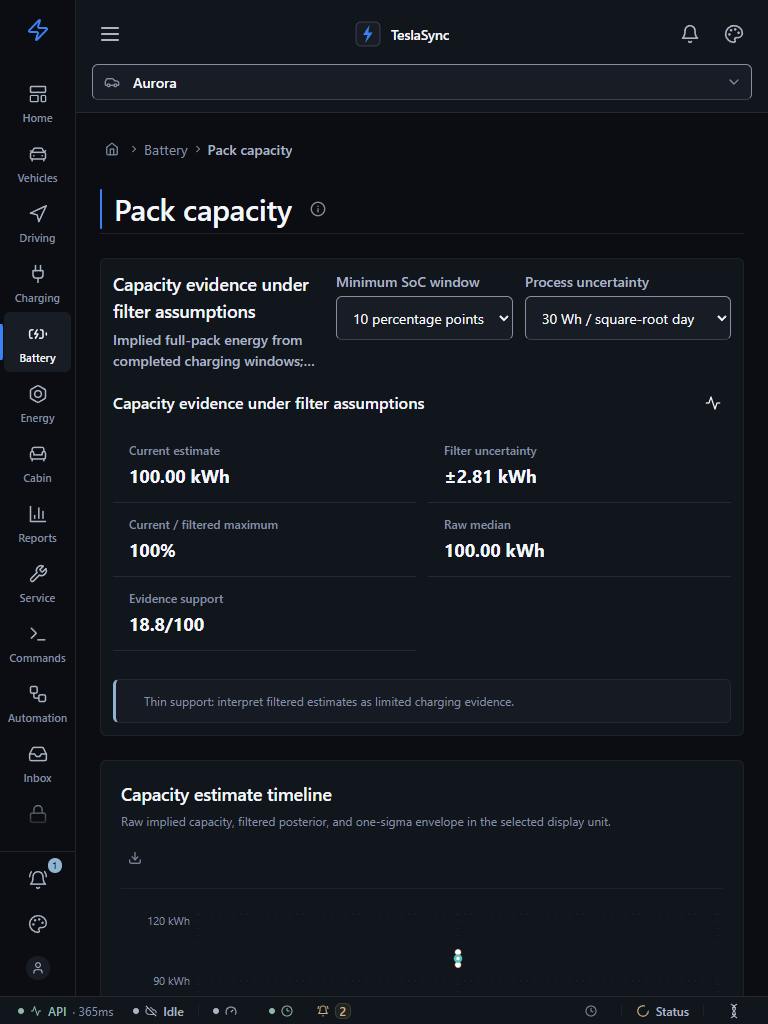 TeslaSync
Aurora
Home
Vehicles
Driving
Charging
Battery
Energy
Cabin
Reports
Service
Commands
Automation
Inbox
1
Battery
Pack capacity
Pack capacity
Capacity evidence under
filter assumptions
Implied full-pack energy from
completed charging windows;...
Minimum SoC window
10 percentage points
Process uncertainty
30 Wh / square-root day
Capacity evidence under filter assumptions
Current estimate
100.00 kWh
Filter uncertainty
±2.81 kWh
Current / filtered maximum
100%
Raw median
100.00 kWh
Evidence support
18.8/100
Thin support: interpret filtered estimates as limited charging evidence.
Capacity estimate timeline
Raw implied capacity, filtered posterior, and one-sigma envelope in the selected display unit.
120 kWh
90 kWh
API · 365ms
Idle
2
Status